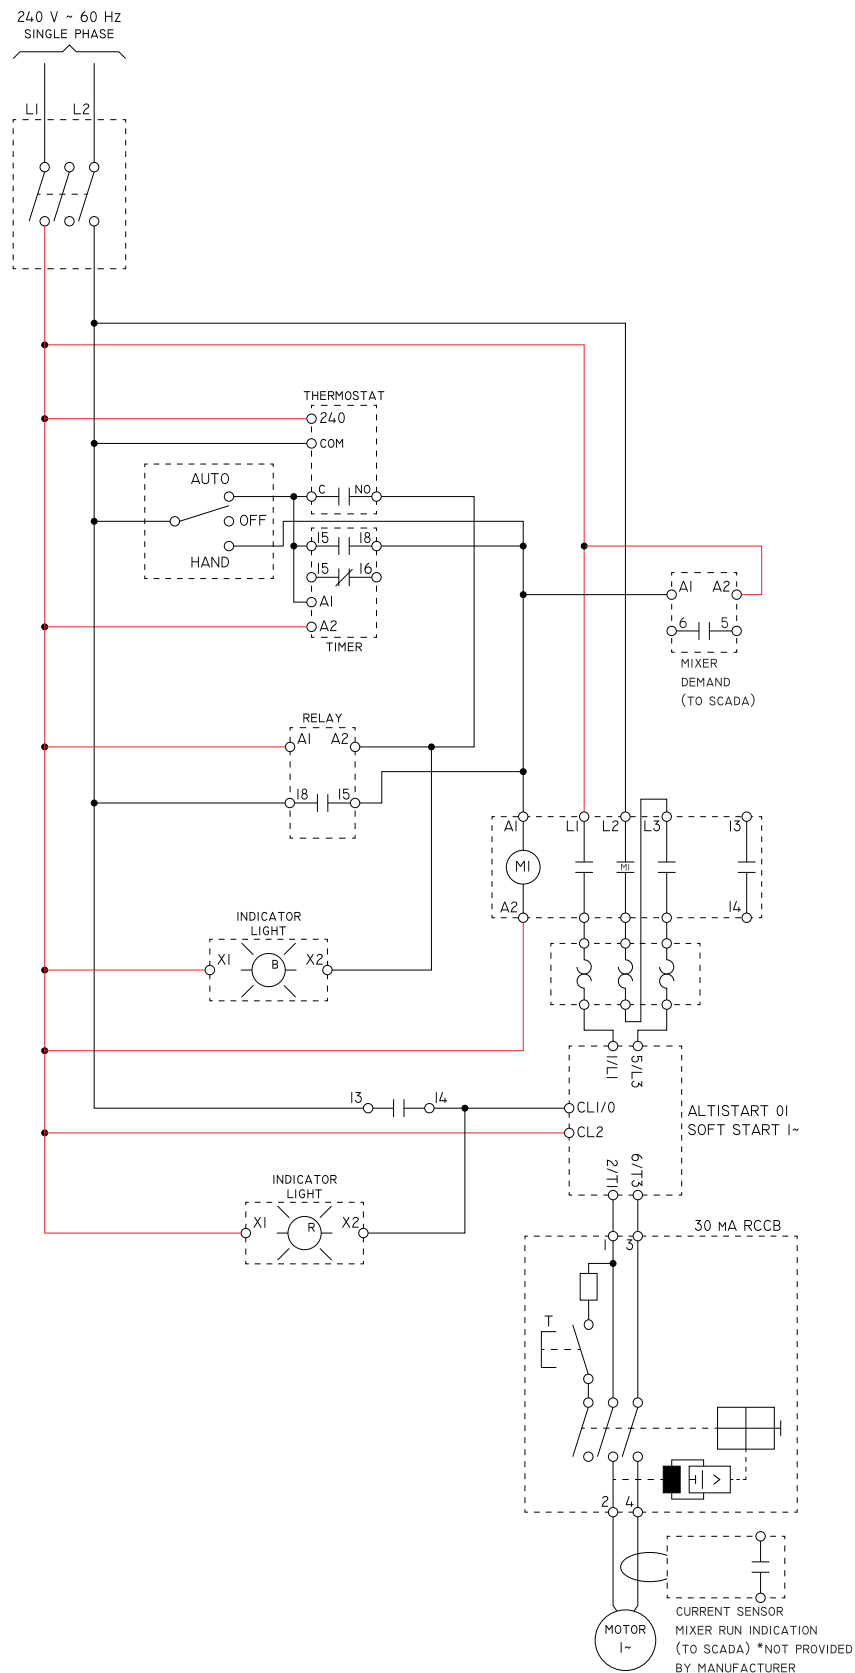 240 V ~ 60 Hz
SINGLE PHASE
L1 L2
THERMOSTAT
240
COM
C NO
AUTO
OFF
HAND
15 18
15 16
A1
A2
TIMER
A1 A2
6 5
MIXER
DEMAND
(TO SCADA)
RELAY
A1 A2
18 15
A1 L1 L2 L3 13
M1 M1
A2 14
INDICATOR
LIGHT
X1 B X2
1/L1 5/L3
13 14
CL1/0
CL2
ALTISTART 01
SOFT START 1~
2/T1 6/T3
INDICATOR
LIGHT
X1 R X2
30 MA RCCB
1 3
T
>
2 4
CURRENT SENSOR
MIXER RUN INDICATION
(TO SCADA) *NOT PROVIDED
BY MANUFACTURER
MOTOR
1~